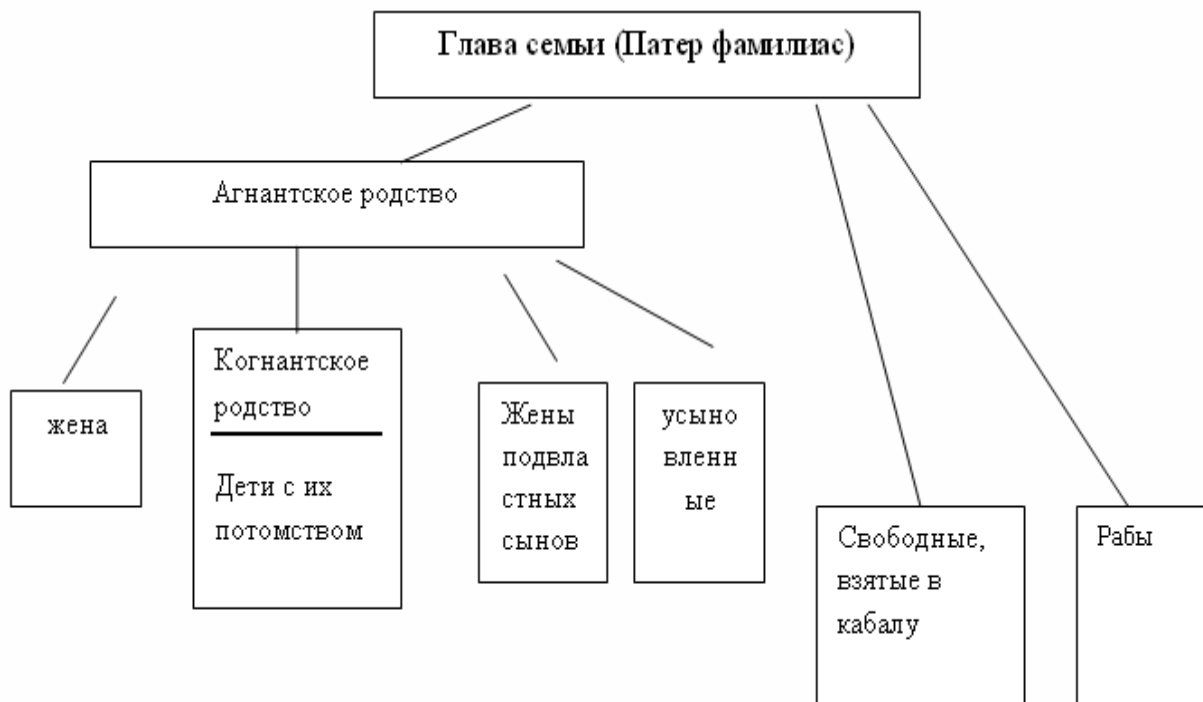 Глава семьи (Патер фамилиас)
Агнантское родство
жена
Когнантское
родство
Дети с их
потомством
Жены
подвла
стных
сынов
усыно
вленн
ые
Свободные,
взятые в
кабалу
Рабы